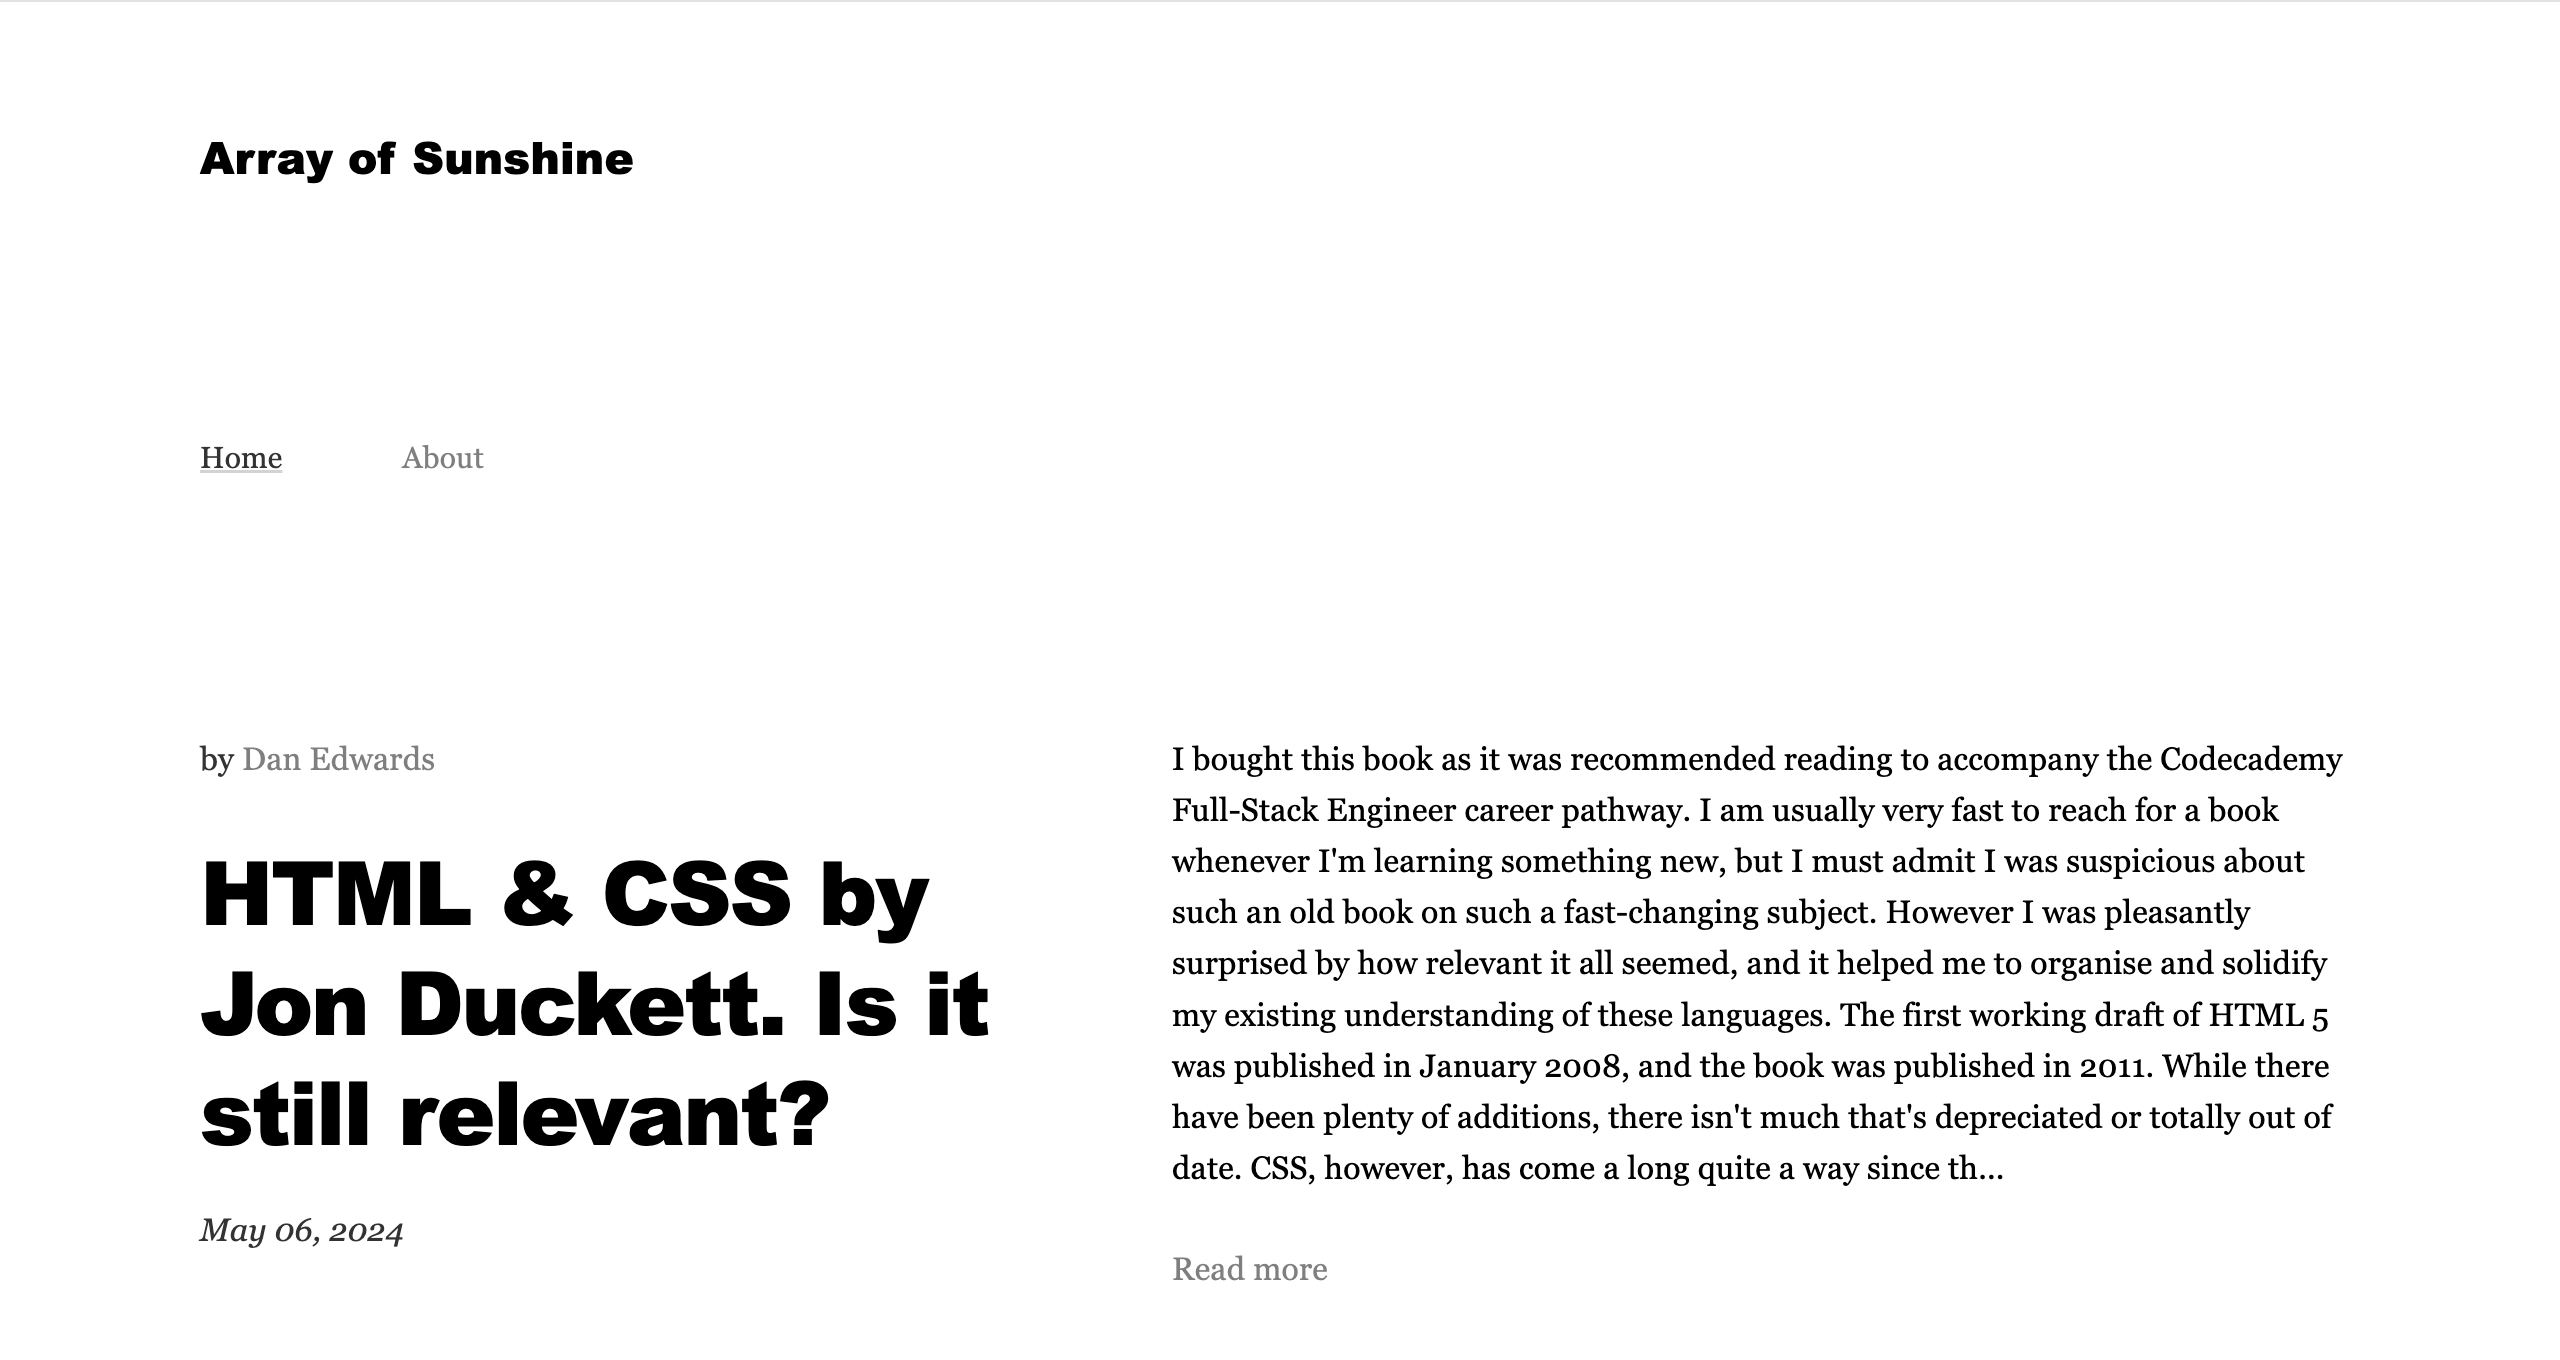 Array of Sunshine
Home
About
by Dan Edwards
HTML & CSS by
Jon Duckett. Is it
still relevant?
May 06, 2024
I bought this book as it was recommended reading to accompany the Codecademy
Full-Stack Engineer career pathway. I am usually very fast to reach for a book
whenever I'm learning something new, but I must admit I was suspicious about
such an old book on such a fast-changing subject. However I was pleasantly
surprised by how relevant it all seemed, and it helped me to organise and solidify
my existing understanding of these languages. The first working draft of HTML 5
was published in January 2008, and the book was published in 2011. While there
have been plenty of additions, there isn't much that's depreciated or totally out of
date. CSS, however, has come a long quite a way since th...
Read more